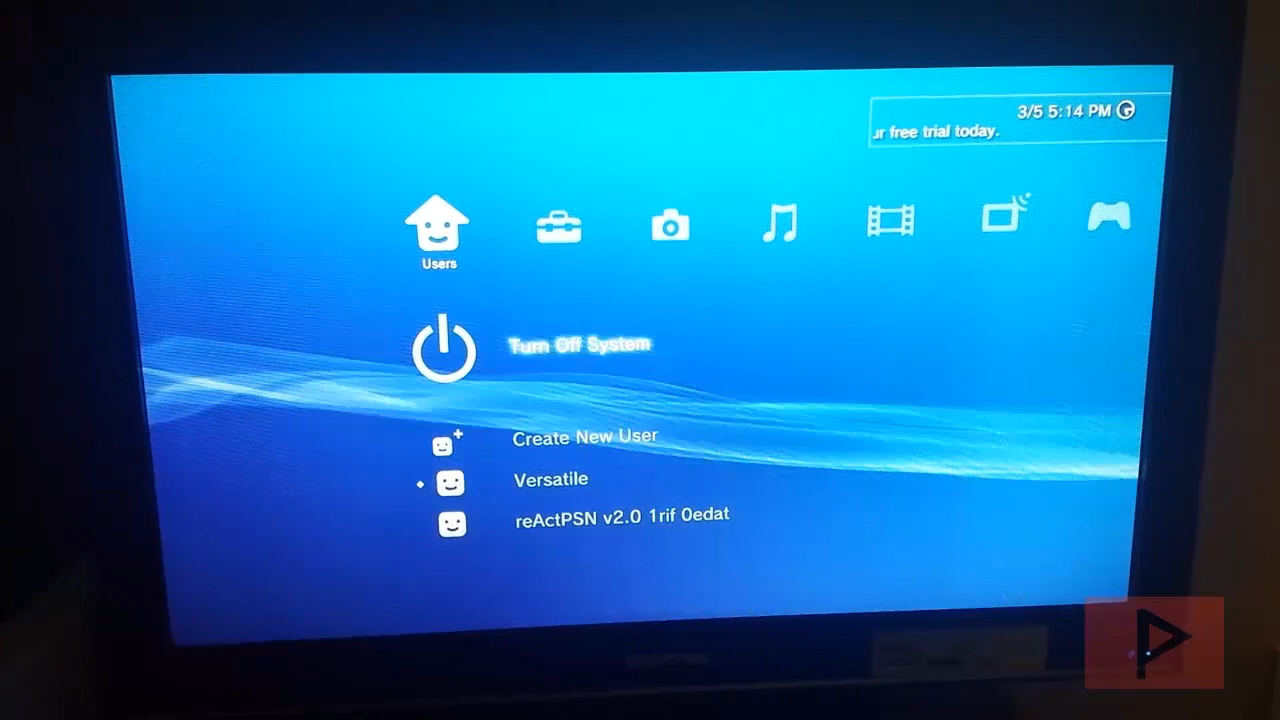 3/5 5:14 PM
ur free trial today.
Users
Turn Off System
Create New User
Versatile
reActPSN v2.0 1rif 0edat